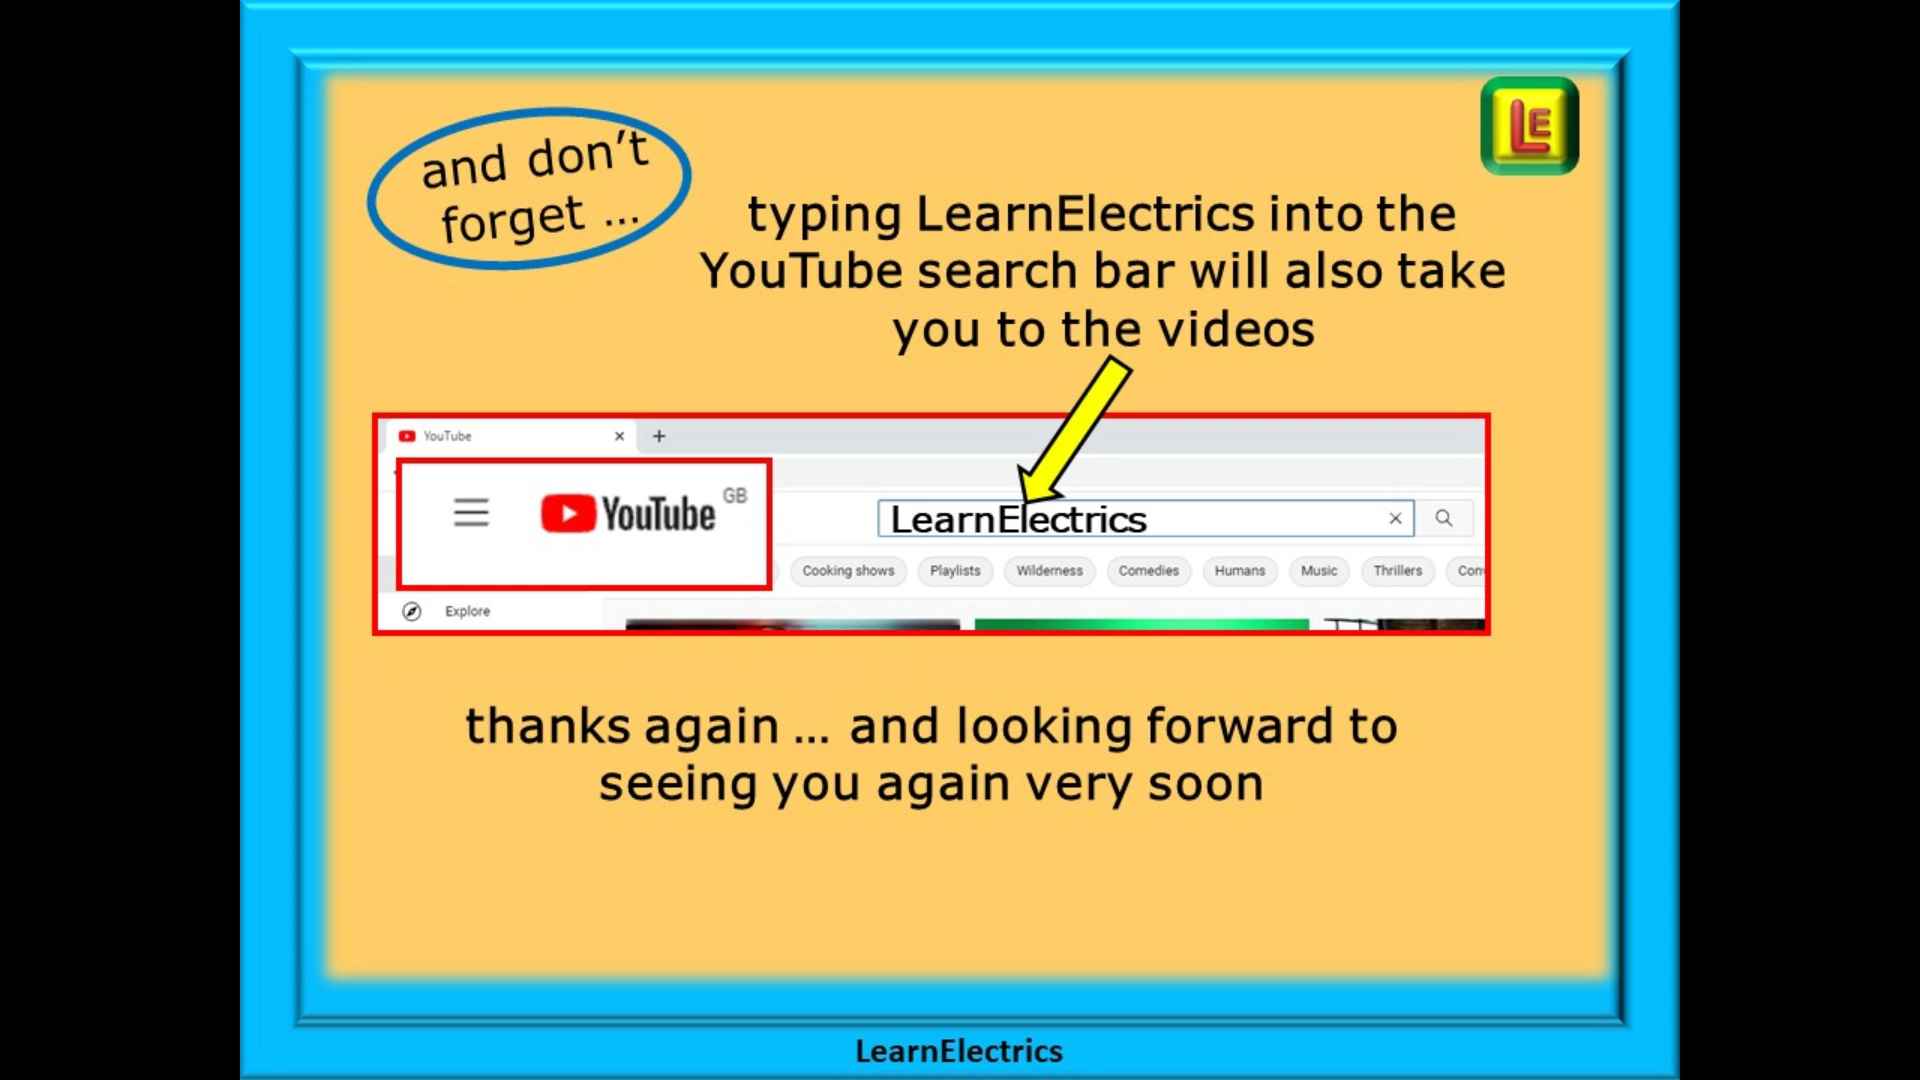 LE
and don't
forget ...
typing LearnElectrics into the
YouTube search bar will also take
you to the videos
YouTube
YouTube GB
LearnElectrics
Cooking shows Playlists Wilderness Comedies Humans Music Thrillers
Explore
thanks again ... and looking forward to
seeing you again very soon
LearnElectrics